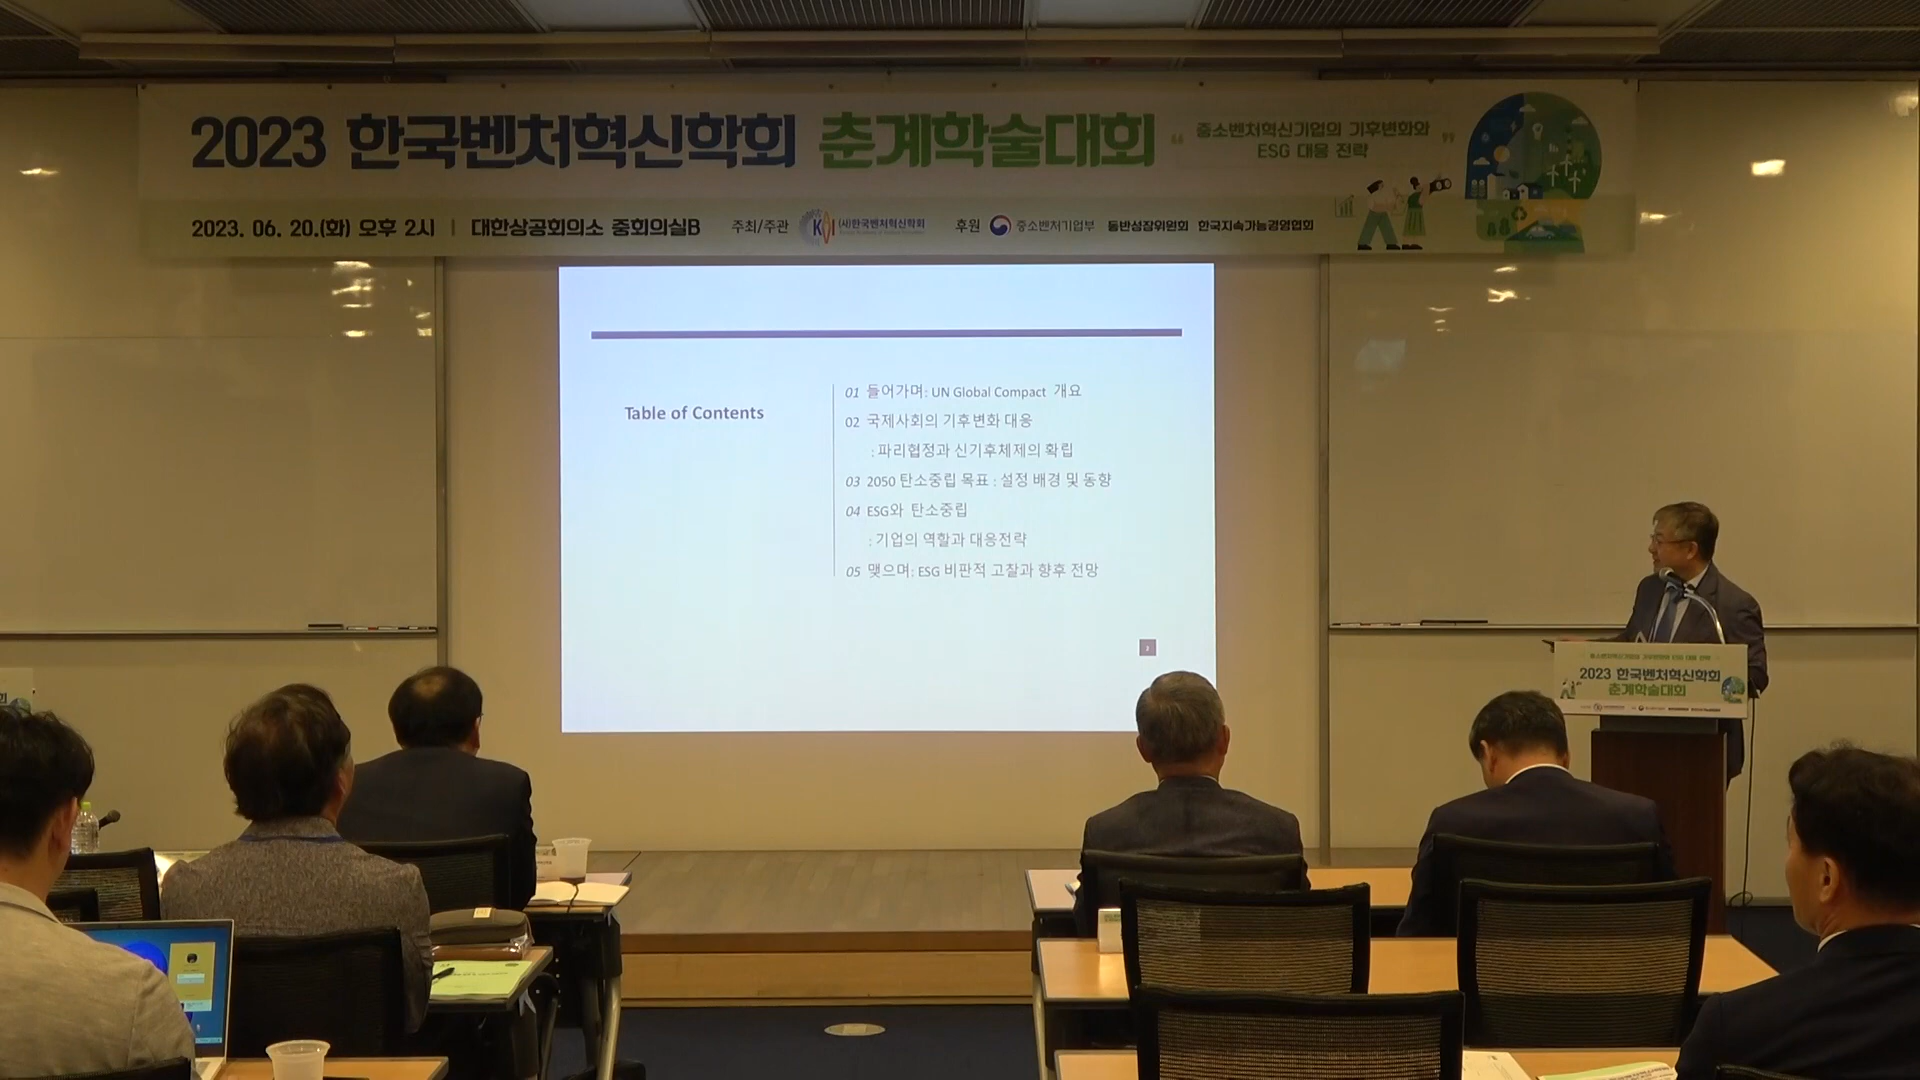 2023 한국벤처혁신학회 춘계학술대회
“ 중소벤처혁신기업의 기후변화와 ”
ESG 대응 전략
2023. 06. 20.(화) 오후 2시 | 대한상공회의소 중회의실B 주최/주관 (사)한국벤처혁신학회 후원 중소벤처기업부 동반성장위원회 한국지속가능경영협회
Table of Contents
01 들어가며: UN Global Compact 개요
02 국제사회의 기후변화 대응
: 파리협정과 신기후체제의 확립
03 2050 탄소중립 목표 : 설정 배경 및 동향
04 ESG와 탄소중립
: 기업의 역할과 대응전략
05 맺으며: ESG 비판적 고찰과 향후 전망
2023 한국벤처혁신학회
춘계학술대회